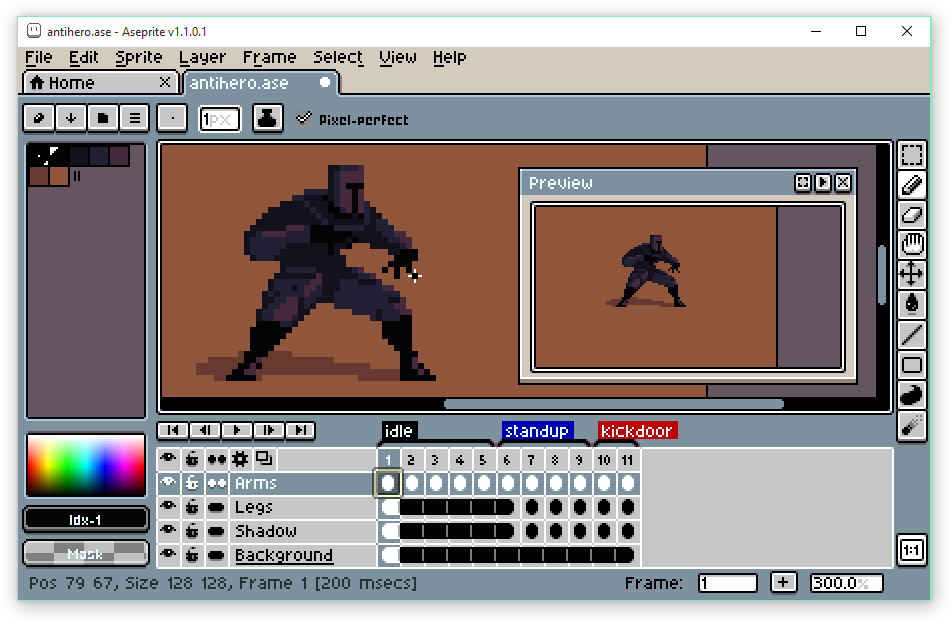 antihero.ase - Aseprite v1.1.0.1
File Edit Sprite Layer Frame Select View Help
Home
antihero.ase
1px
Pixel-perfect
Preview
idle
standup
kickdoor
1 2 3 4 5 6 7 8 9 10 11
Arms
Legs
Shadow
Background
Idx-1
Mask
1:1
Pos 79 67, Size 128 128, Frame 1 [200 msecs]
Frame: 1 + 300.0%